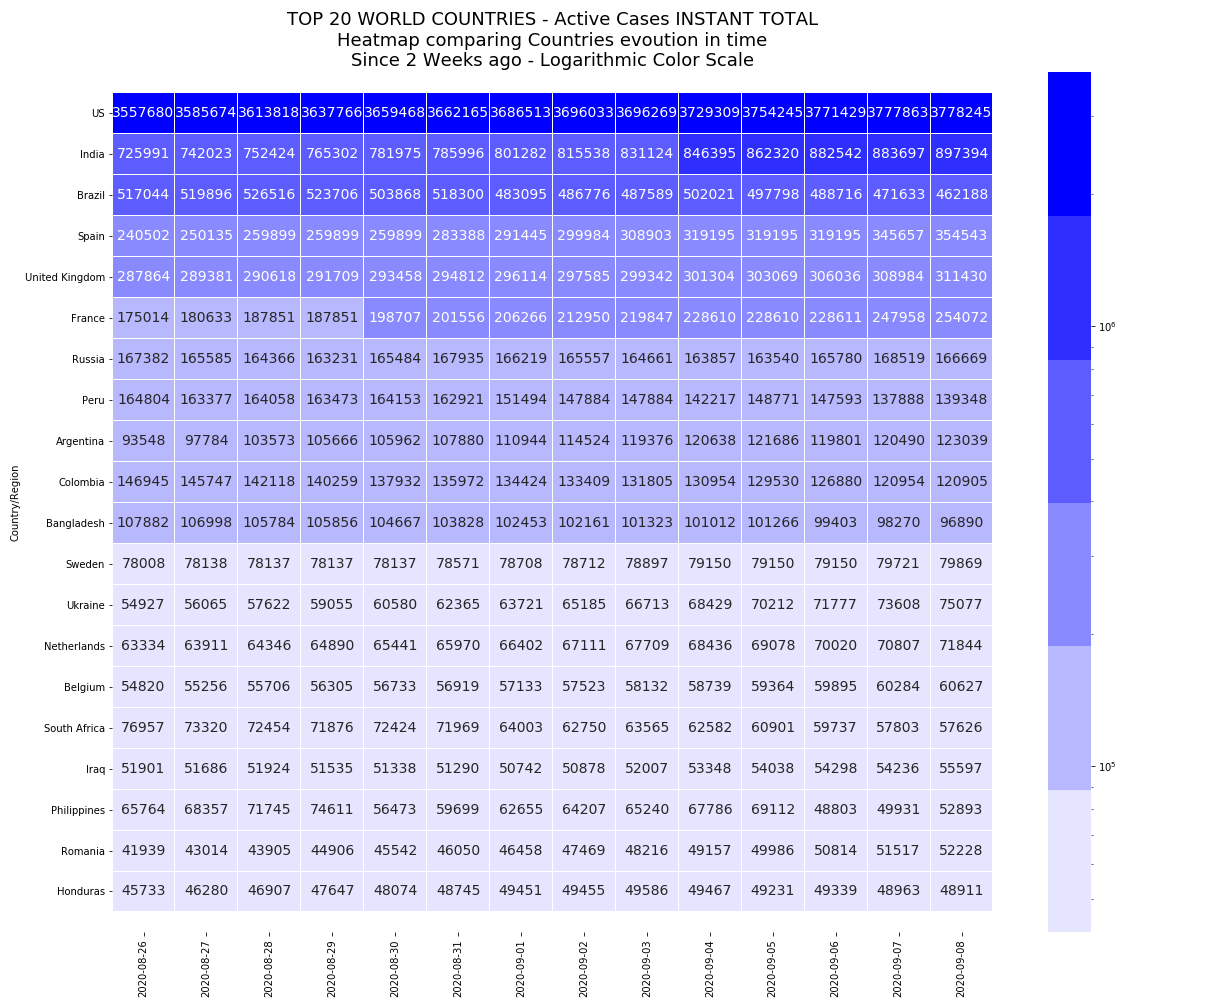 TOP 20 WORLD COUNTRIES - Active Cases INSTANT TOTAL
Heatmap comparing Countries evoution in time
Since 2 Weeks ago - Logarithmic Color Scale
US 3557680 3585674 3613818 3637766 3659468 3662165 3686513 3696033 3696269 3729309 3754245 3771429 3777863 3778245
India 725991 742023 752424 765302 781975 785996 801282 815538 831124 846395 862320 882542 883697 897394
Brazil 517044 519896 526516 523706 503868 518300 483095 486776 487589 502021 497798 488716 471633 462188
Spain 240502 250135 259899 259899 259899 283388 291445 299984 308903 319195 319195 319195 345657 354543
United Kingdom 287864 289381 290618 291709 293458 294812 296114 297585 299342 301304 303069 306036 308984 311430
France 175014 180633 187851 187851 198707 201556 206266 212950 219847 228610 228610 228611 247958 254072
Russia 167382 165585 164366 163231 165484 167935 166219 165557 164661 163857 163540 165780 168519 166669
Peru 164804 163377 164058 163473 164153 162921 151494 147884 147884 142217 148771 147593 137888 139348
Argentina 93548 97784 103573 105666 105962 107880 110944 114524 119376 120638 121686 119801 120490 123039
Colombia 146945 145747 142118 140259 137932 135972 134424 133409 131805 130954 129530 126880 120954 120905
Bangladesh 107882 106998 105784 105856 104667 103828 102453 102161 101323 101012 101266 99403 98270 96890
Sweden 78008 78138 78137 78137 78137 78571 78708 78712 78897 79150 79150 79150 79721 79869
Ukraine 54927 56065 57622 59055 60580 62365 63721 65185 66713 68429 70212 71777 73608 75077
Netherlands 63334 63911 64346 64890 65441 65970 66402 67111 67709 68436 69078 70020 70807 71844
Belgium 54820 55256 55706 56305 56733 56919 57133 57523 58132 58739 59364 59895 60284 60627
South Africa 76957 73320 72454 71876 72424 71969 64003 62750 63565 62582 60901 59737 57803 57626
Iraq 51901 51686 51924 51535 51338 51290 50742 50878 52007 53348 54038 54298 54236 55597
Philippines 65764 68357 71745 74611 56473 59699 62655 64207 65240 67786 69112 48803 49931 52893
Romania 41939 43014 43905 44906 45542 46050 46458 47469 48216 49157 49986 50814 51517 52228
Honduras 45733 46280 46907 47647 48074 48745 49451 49455 49586 49467 49231 49339 48963 48911
2020-08-26 2020-08-27 2020-08-28 2020-08-29 2020-08-30 2020-08-31 2020-09-01 2020-09-02 2020-09-03 2020-09-04 2020-09-05 2020-09-06 2020-09-07 2020-09-08
Country/Region
10⁶
10⁵